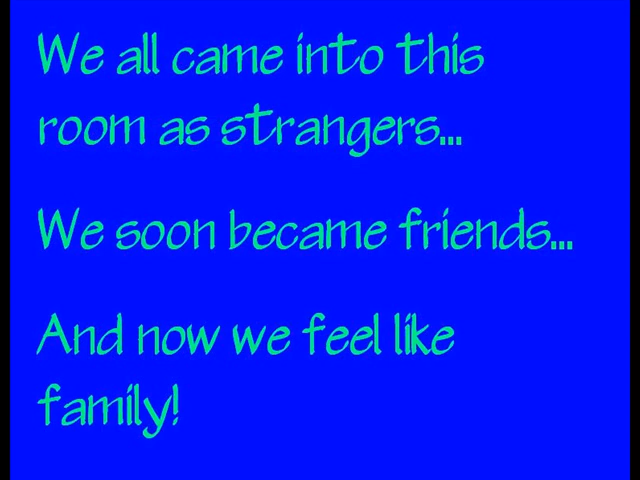 We all came into this
room as strangers...
We soon became friends...
And now we feel like
family!